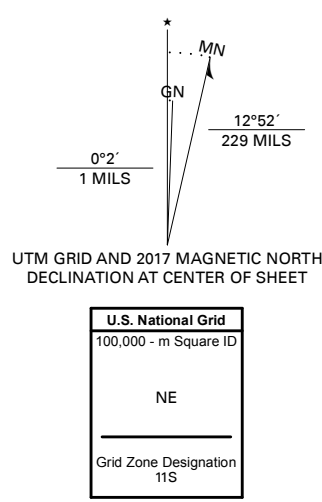 ★
MN
GN
12°52´
229 MILS
0°2´
1 MILS
UTM GRID AND 2017 MAGNETIC NORTH
DECLINATION AT CENTER OF SHEET
U.S. National Grid
100,000 - m Square ID
NE
Grid Zone Designation
11S